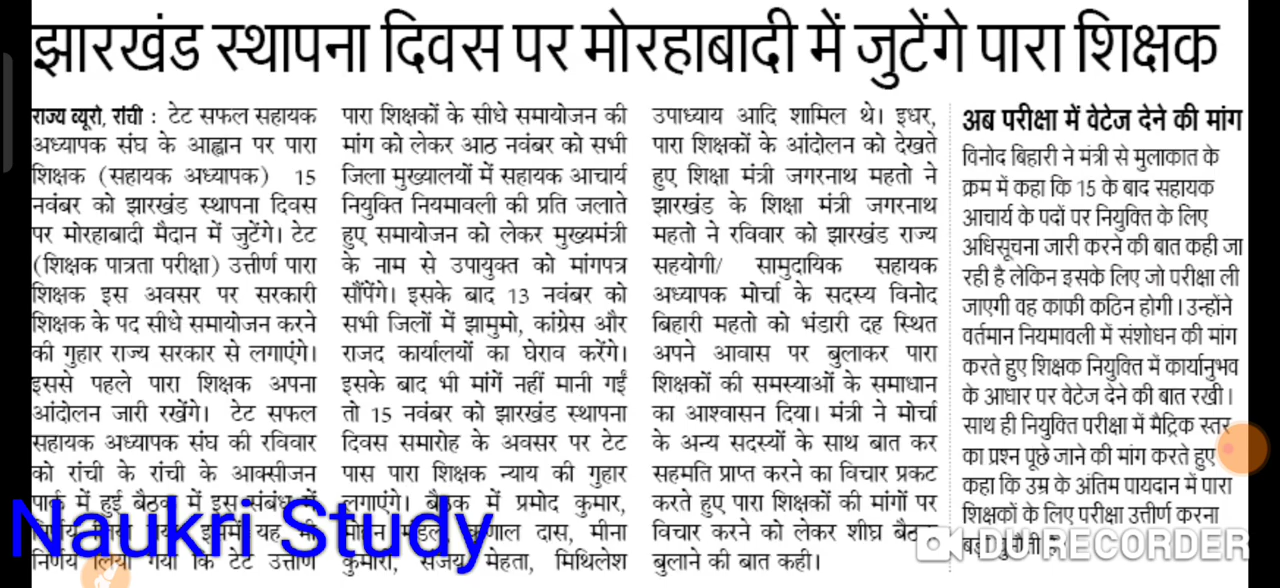 झारखंड स्थापना दिवस पर मोरहाबादी में जुटेंगे पारा शिक्षक
राज्य ब्यूरो, रांची : टेट सफल सहायक
अध्यापक संघ के आह्वान पर पारा
शिक्षक (सहायक अध्यापक) 15
नवंबर को झारखंड स्थापना दिवस
पर मोरहाबादी मैदान में जुटेंगे। टेट
(शिक्षक पात्रता परीक्षा) उत्तीर्ण पारा
शिक्षक इस अवसर पर सरकारी
शिक्षक के पद सीधे समायोजन करने
की गुहार राज्य सरकार से लगाएंगे।
इससे पहले पारा शिक्षक अपना
आंदोलन जारी रखेंगे। टेट सफल
सहायक अध्यापक संघ की रविवार
को रांची के रांची के आक्सीजन
पार्क में हुई बैठक में इस संबंध में
निर्णय लिया गया कि टेट उत्तीर्ण
पारा शिक्षकों के सीधे समायोजन की
मांग को लेकर आठ नवंबर को सभी
जिला मुख्यालयों में सहायक आचार्य
नियुक्ति नियमावली की प्रति जलाते
हुए समायोजन को लेकर मुख्यमंत्री
के नाम से उपायुक्त को मांगपत्र
सौंपेंगे। इसके बाद 13 नवंबर को
सभी जिलों में झामुमो, कांग्रेस और
राजद कार्यालयों का घेराव करेंगे।
इसके बाद भी मांगें नहीं मानी गईं
तो 15 नवंबर को झारखंड स्थापना
दिवस समारोह के अवसर पर टेट
पास पारा शिक्षक न्याय की गुहार
लगाएंगे। बैठक में प्रमोद कुमार,
दास, मीना
कुमारी, संजय मेहता, मिथिलेश
उपाध्याय आदि शामिल थे। इधर,
पारा शिक्षकों के आंदोलन को देखते
हुए शिक्षा मंत्री जगरनाथ महतो ने
झारखंड के शिक्षा मंत्री जगरनाथ
महतो ने रविवार को झारखंड राज्य
सहयोगी/ सामुदायिक सहायक
अध्यापक मोर्चा के सदस्य विनोद
बिहारी महतो को भंडारी दह स्थित
अपने आवास पर बुलाकर पारा
शिक्षकों की समस्याओं के समाधान
का आश्वासन दिया। मंत्री ने मोर्चा
के अन्य सदस्यों के साथ बात कर
सहमति प्राप्त करने का विचार प्रकट
करते हुए पारा शिक्षकों की मांगों पर
विचार करने को लेकर शीघ्र बैठक
बुलाने की बात कही।
अब परीक्षा में वेटेज देने की मांग
विनोद बिहारी ने मंत्री से मुलाकात के
क्रम में कहा कि 15 के बाद सहायक
आचार्य के पदों पर नियुक्ति के लिए
अधिसूचना जारी करने की बात कही जा
रही है लेकिन इसके लिए जो परीक्षा ली
जाएगी वह काफी कठिन होगी। उन्होंने
वर्तमान नियमावली में संशोधन की मांग
करते हुए शिक्षक नियुक्ति में कार्यानुभव
के आधार पर वेटेज देने की बात रखी।
साथ ही नियुक्ति परीक्षा में मैट्रिक स्तर
का प्रश्न पूछे जाने की मांग करते हुए
कहा कि उम्र के अंतिम पायदान में पारा
शिक्षकों के लिए परीक्षा उत्तीर्ण करना
Naukri Study
DU RECORDER